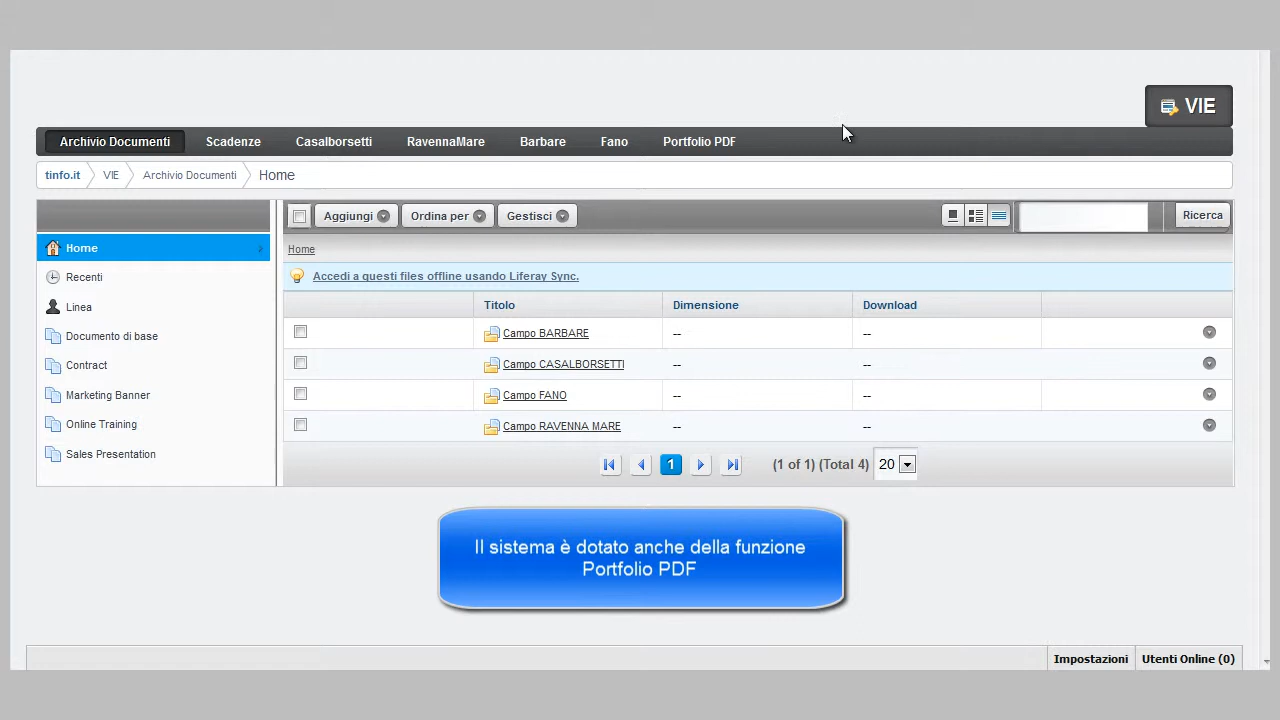 VIE
Archivio Documenti Scadenze Casalborsetti RavennaMare Barbare Fano Portfolio PDF
tinfo.it VIE Archivio Documenti Home
Aggiungi Ordina per Gestisci Ricerca
Home
Recenti
Linea
Documento di base
Contract
Marketing Banner
Online Training
Sales Presentation
Home
Accedi a questi files offline usando Liferay Sync.
Titolo Dimensione Download
Campo BARBARE -- --
Campo CASALBORSETTI -- --
Campo FANO -- --
Campo RAVENNA MARE -- --
1 (1 of 1) (Total 4) 20
Il sistema è dotato anche della funzione
Portfolio PDF
Impostazioni Utenti Online (0)